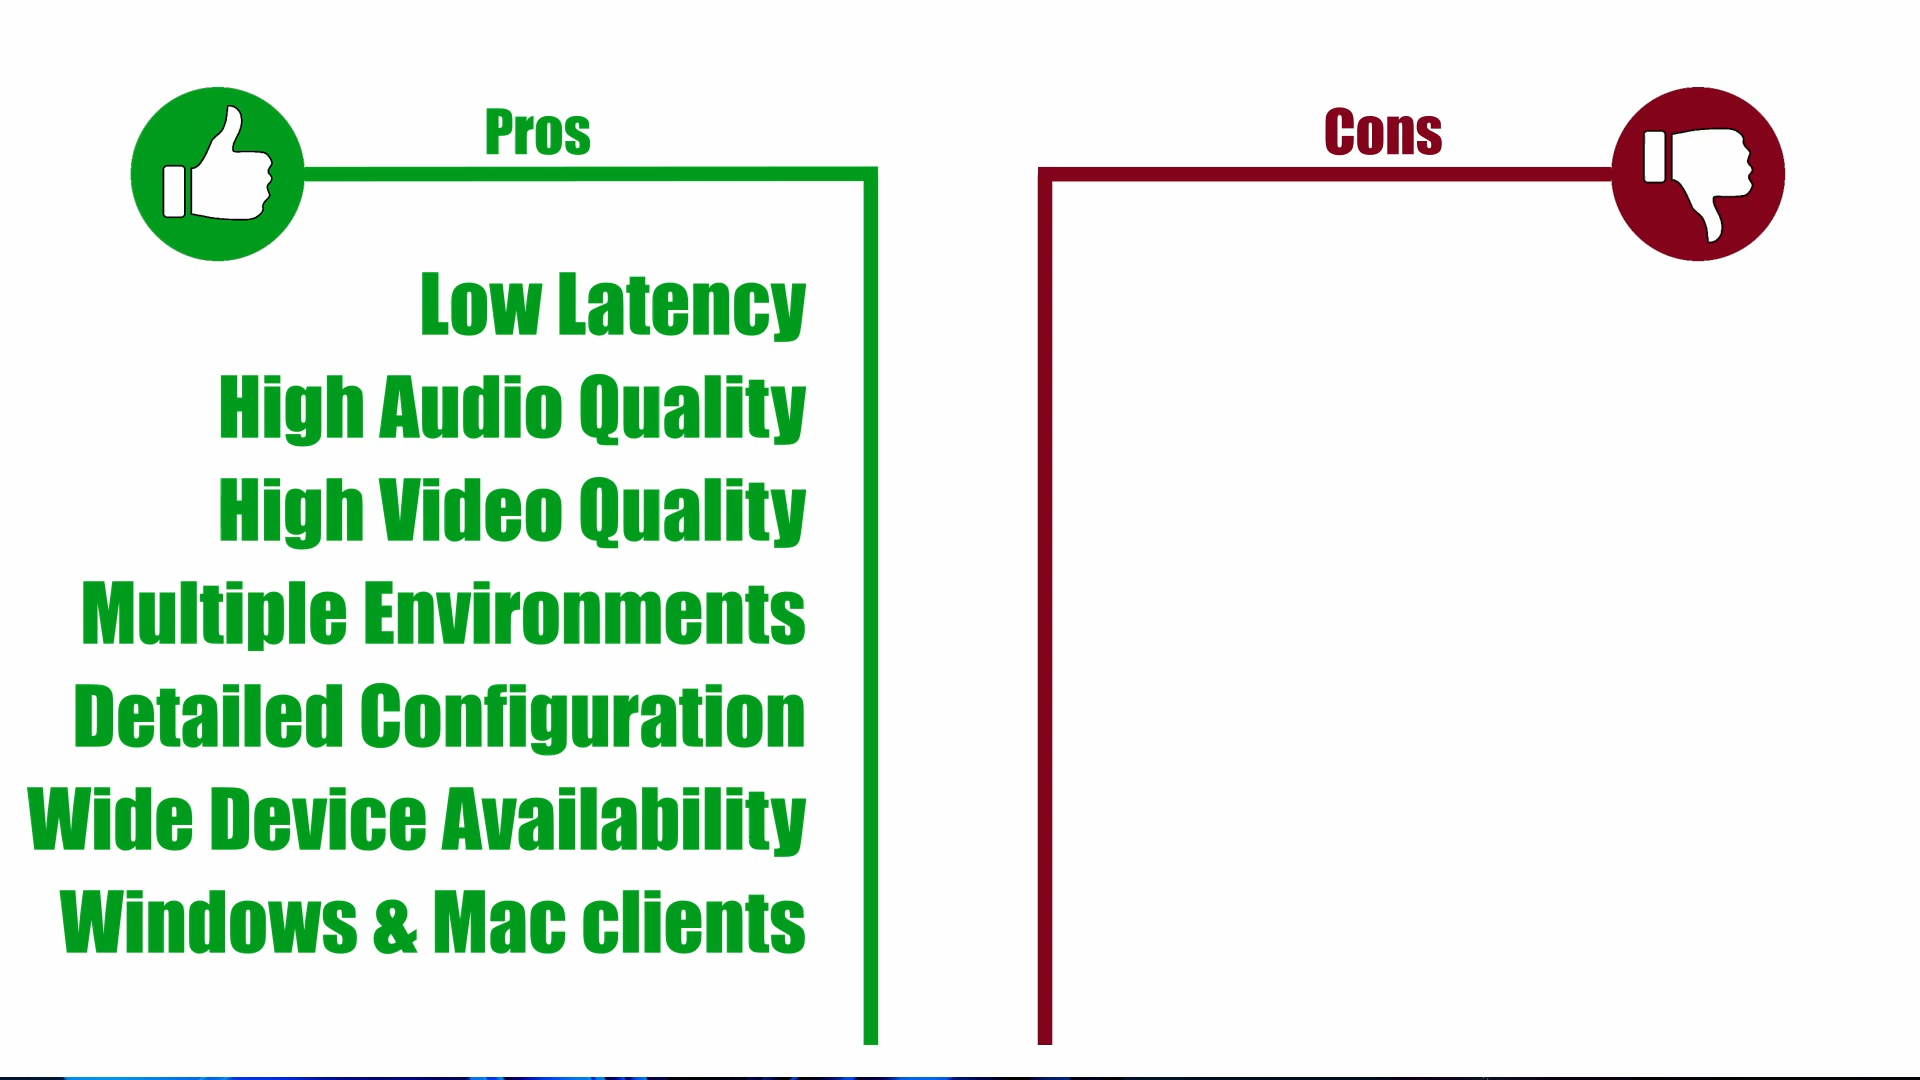 Pros
Cons
Low Latency
High Audio Quality
High Video Quality
Multiple Environments
Detailed Configuration
Wide Device Availability
Windows & Mac clients